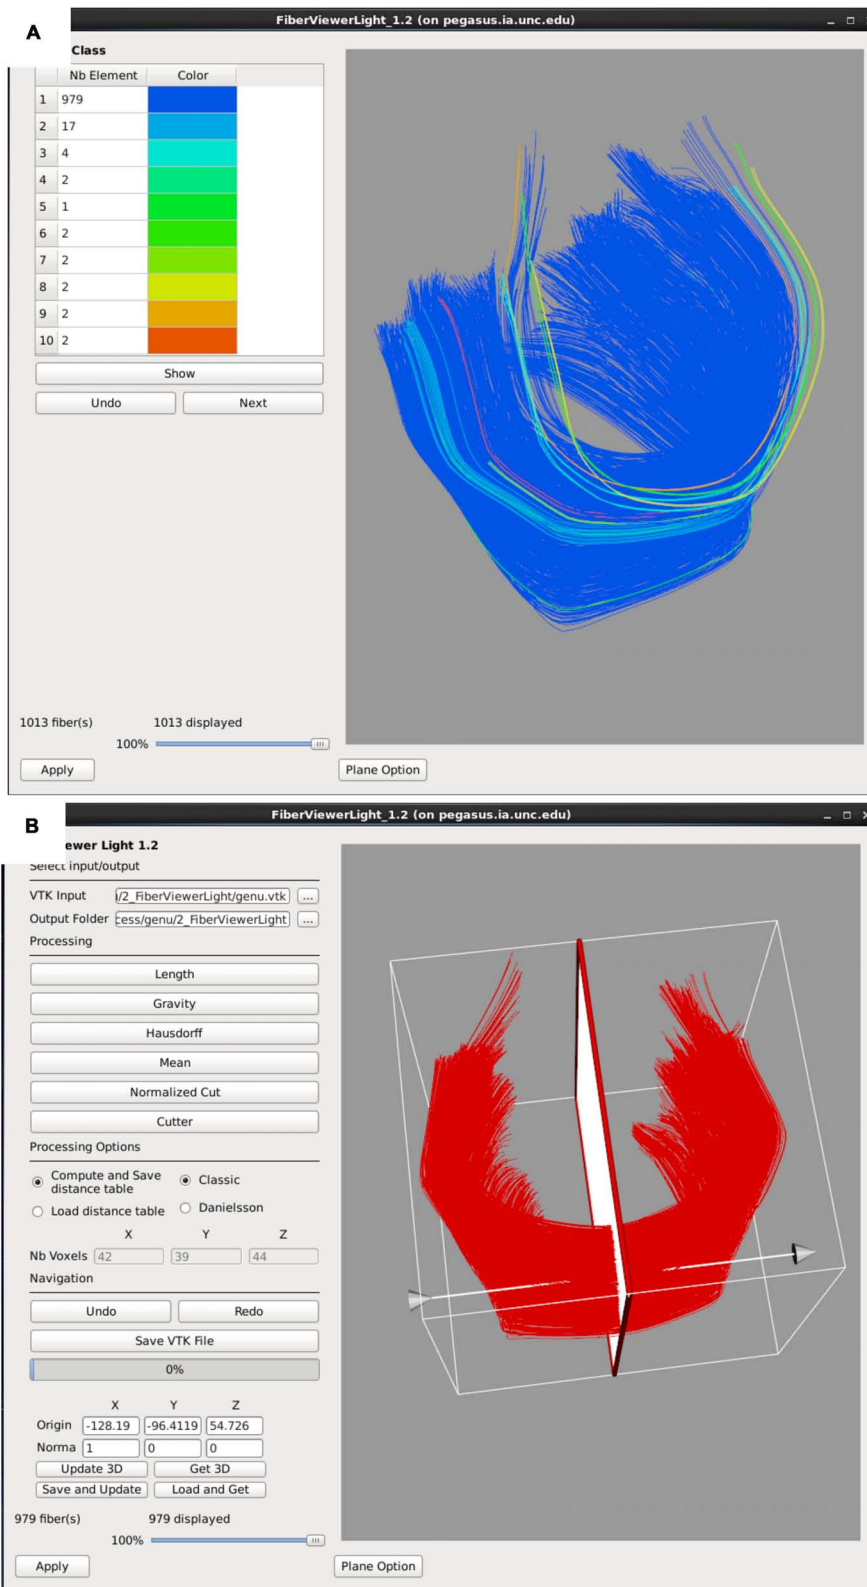 A
FiberViewerLight_1.2 (on pegasus.ia.unc.edu)
Class
Nb Element Color
1 979
2 17
3 4
4 2
5 1
6 2
7 2
8 2
9 2
10 2
Show
Undo Next
1013 fiber(s) 1013 displayed
100%
Apply Plane Option
B
FiberViewerLight_1.2 (on pegasus.ia.unc.edu)
ewer Light 1.2
Select input/output
VTK Input ı/2_FiberViewerLight/genu.vtk ...
Output Folder cess/genu/2_FiberViewerLight ...
Processing
Length
Gravity
Hausdorff
Mean
Normalized Cut
Cutter
Processing Options
Compute and Save Classic
distance table
Load distance table Danielsson
X Y Z
Nb Voxels 42 39 44
Navigation
Undo Redo
Save VTK File
0%
X Y Z
Origin -128.19 -96.4119 54.726
Norma 1 0 0
Update 3D Get 3D
Save and Update Load and Get
979 fiber(s) 979 displayed
100%
Apply Plane Option